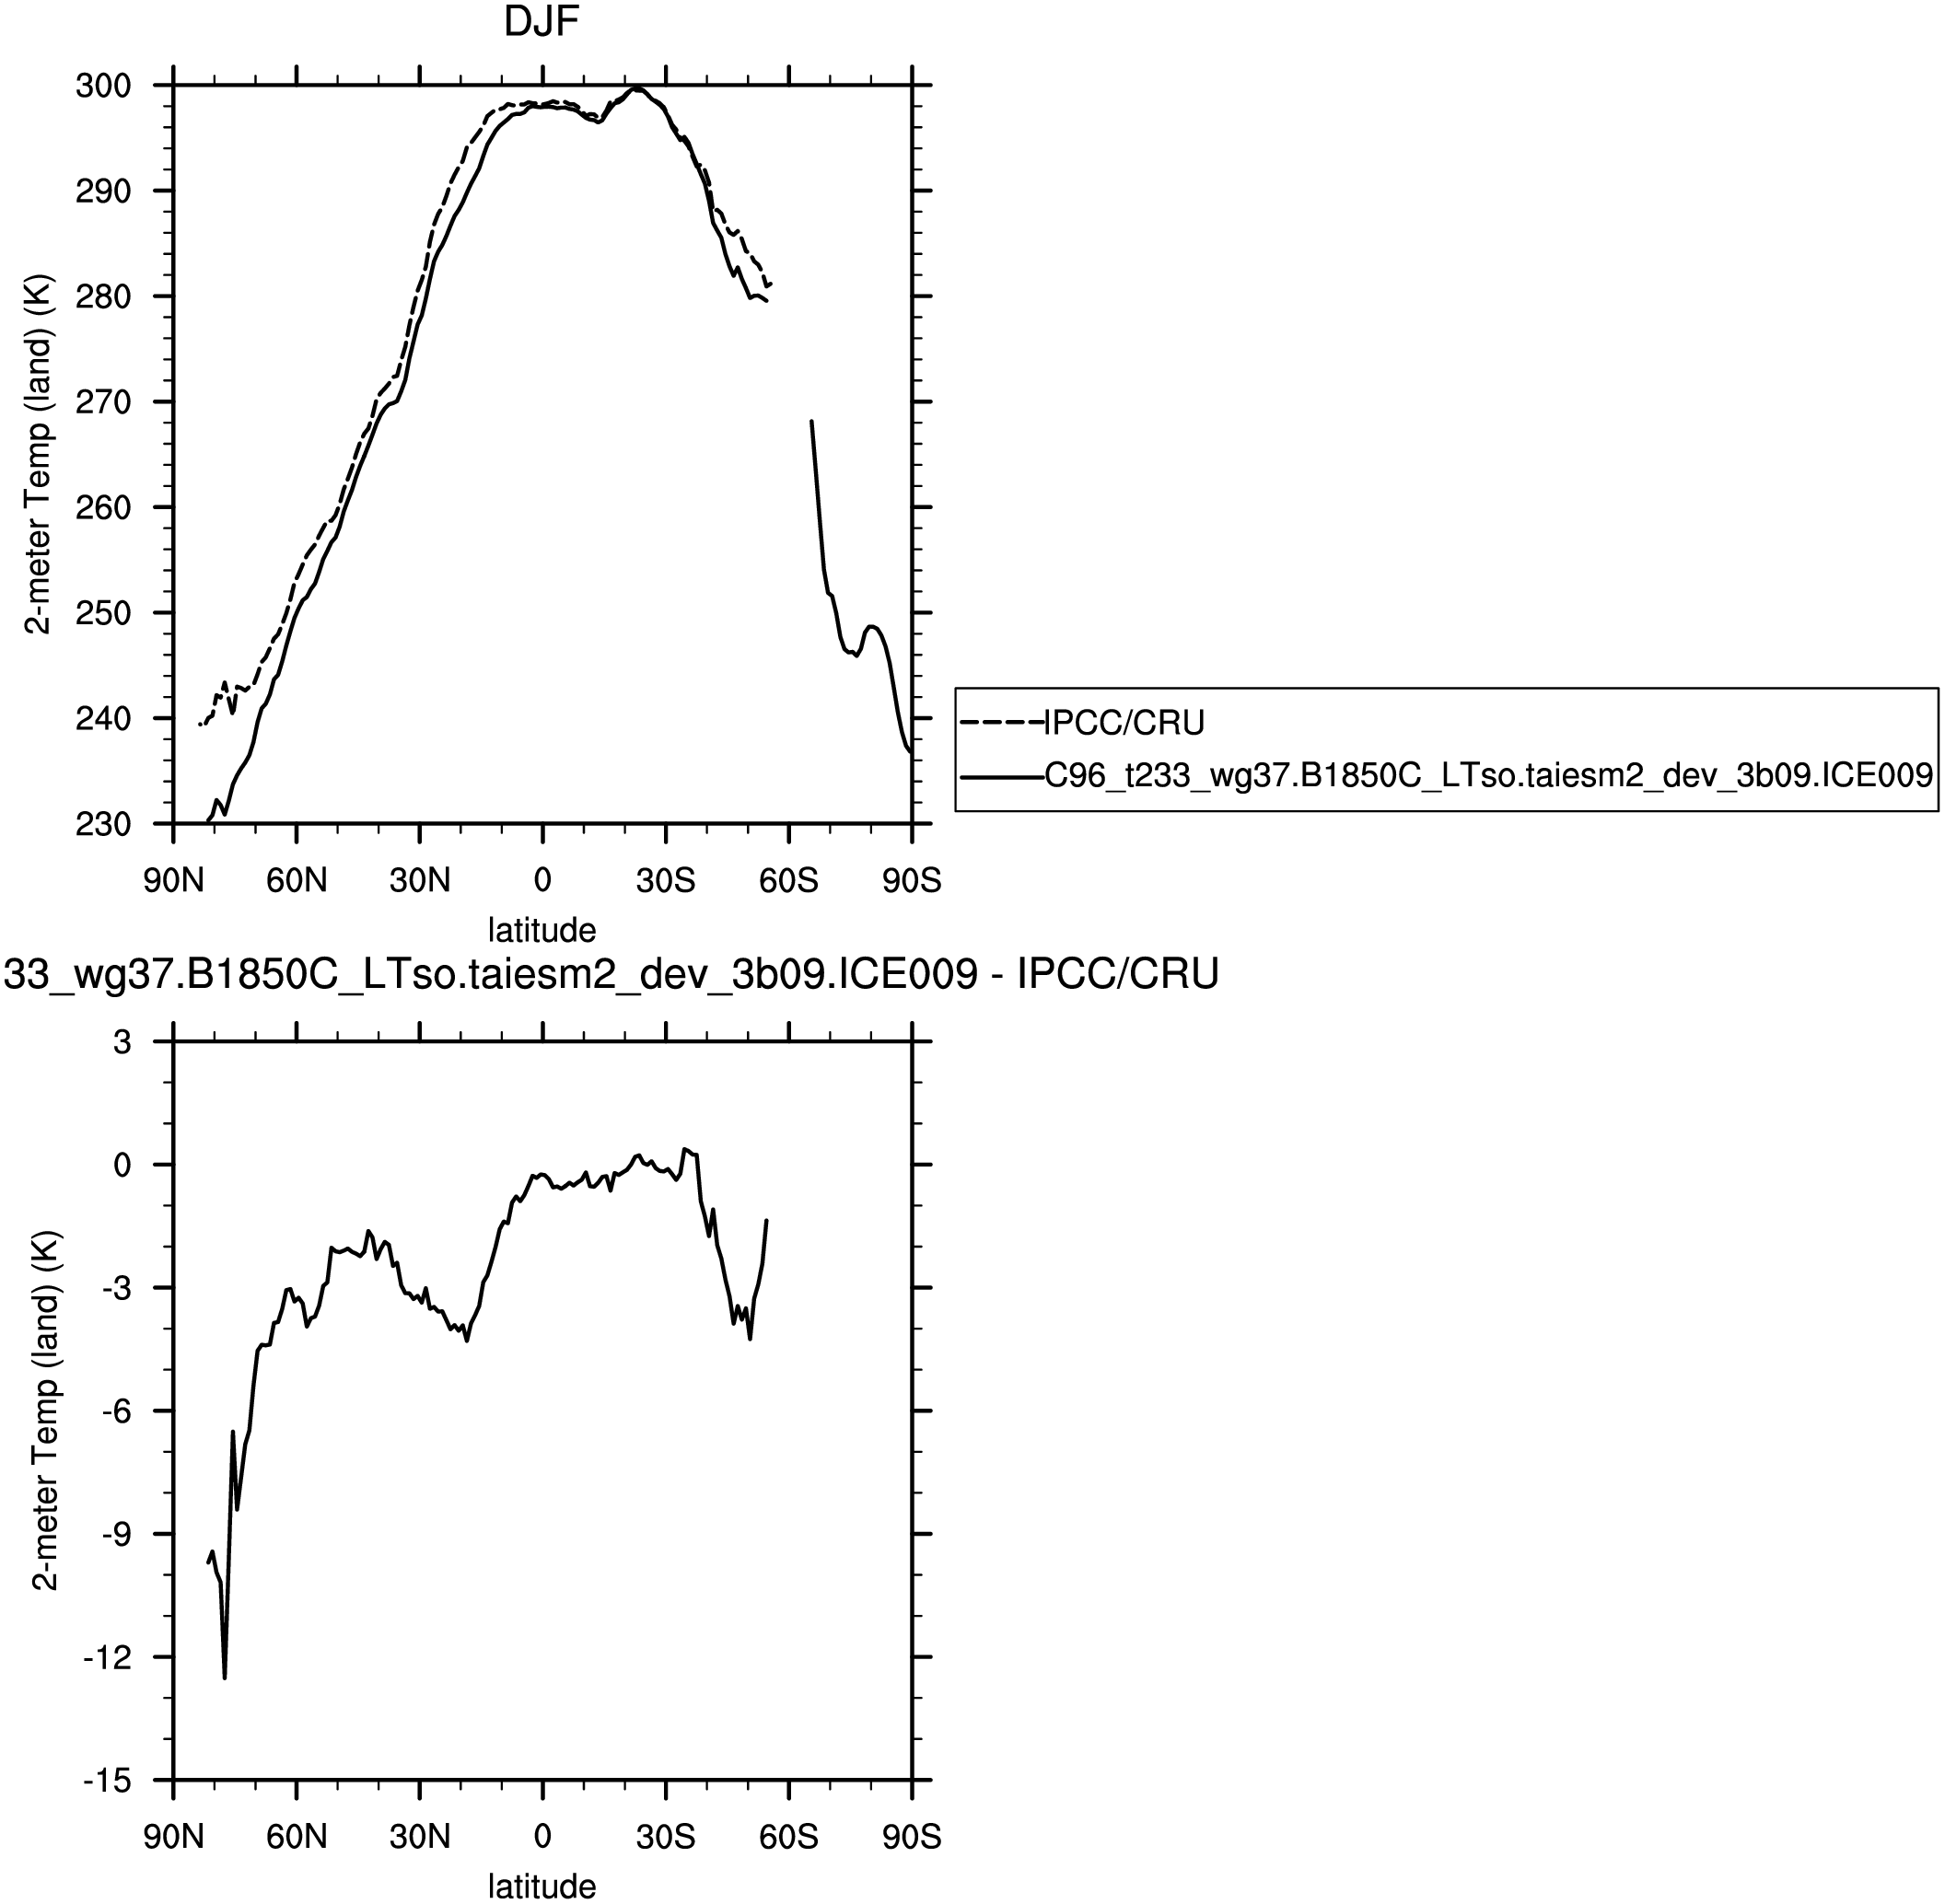 DJF
300
290
280
270
260
250
240
230
2-meter Temp (land) (K)
90N 60N 30N 0 30S 60S 90S
latitude
IPCC/CRU
C96_t233_wg37.B1850C_LTso.taiesm2_dev_3b09.ICE009
33_wg37.B1850C_LTso.taiesm2_dev_3b09.ICE009 - IPCC/CRU
3
0
-3
-6
-9
-12
-15
2-meter Temp (land) (K)
90N 60N 30N 0 30S 60S 90S
latitude